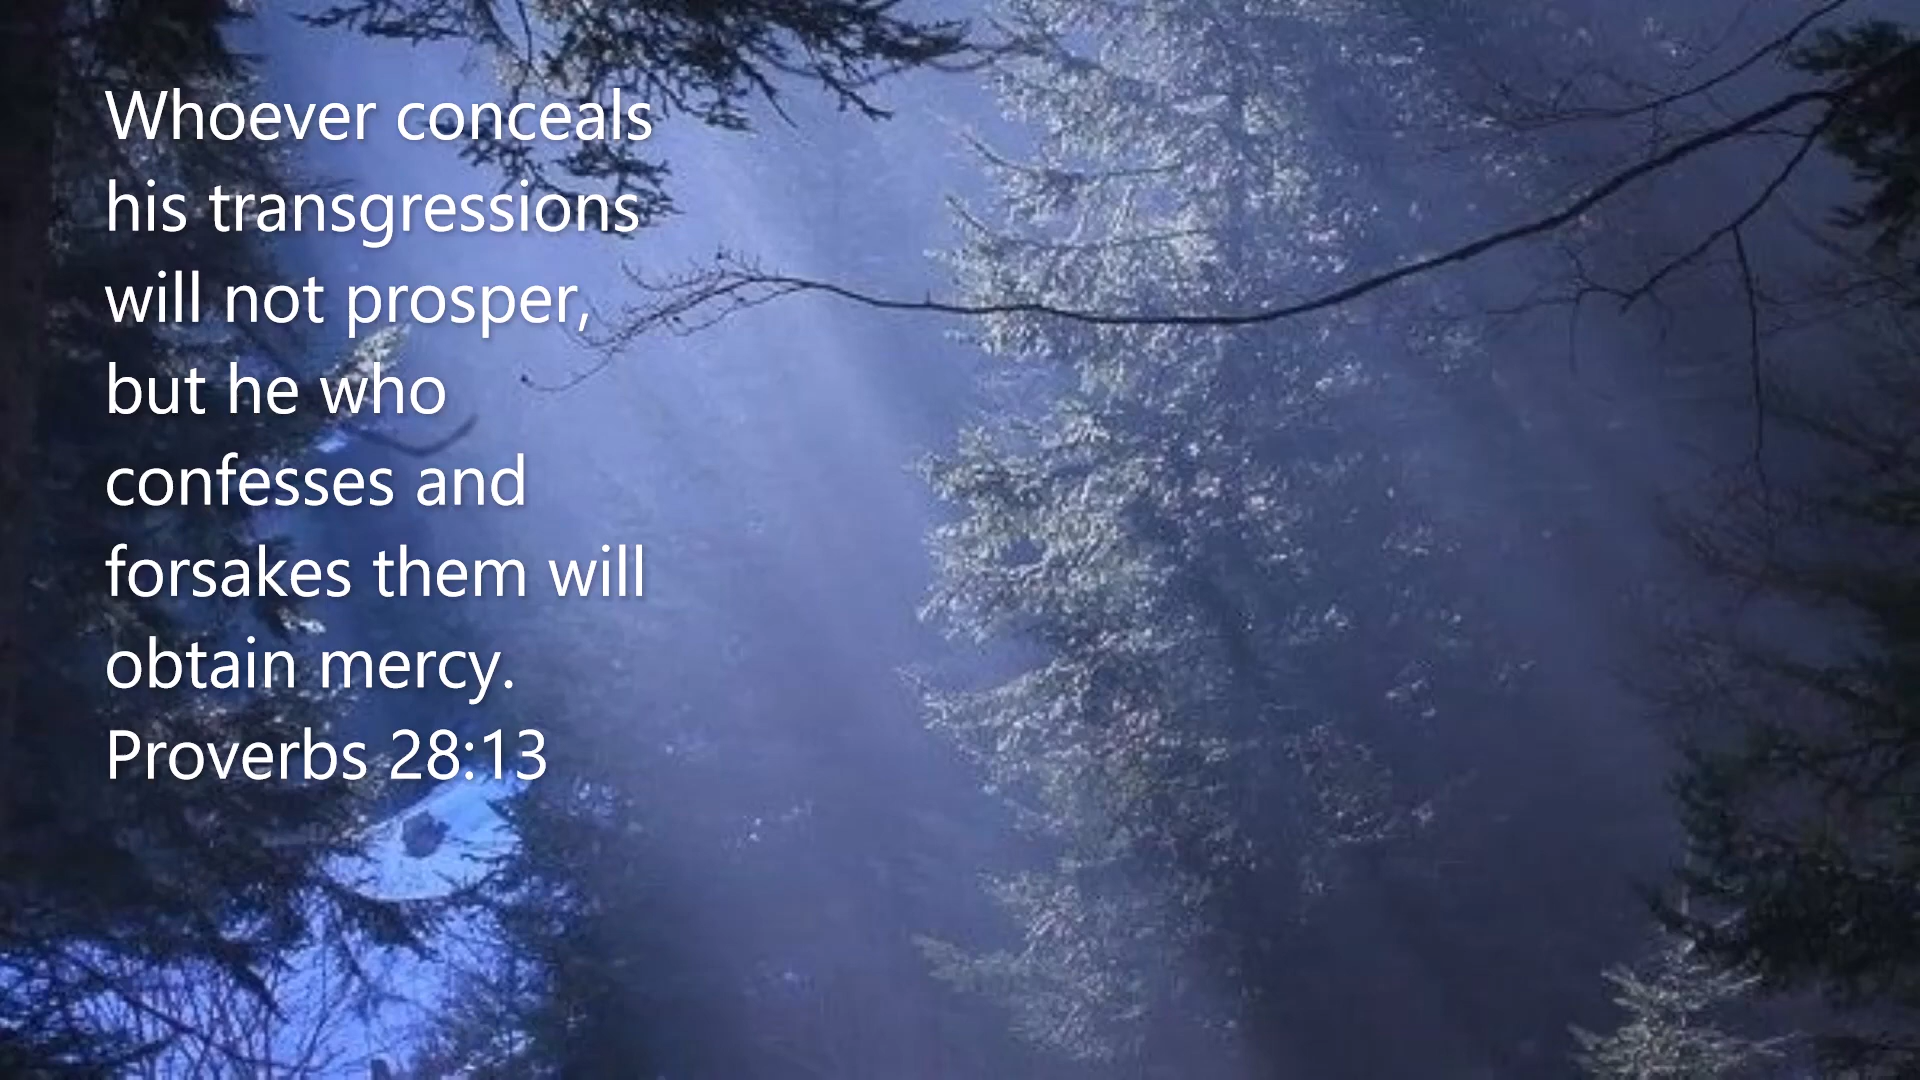 Whoever conceals
his transgressions
will not prosper,
but he who
confesses and
forsakes them will
obtain mercy.
Proverbs 28:13